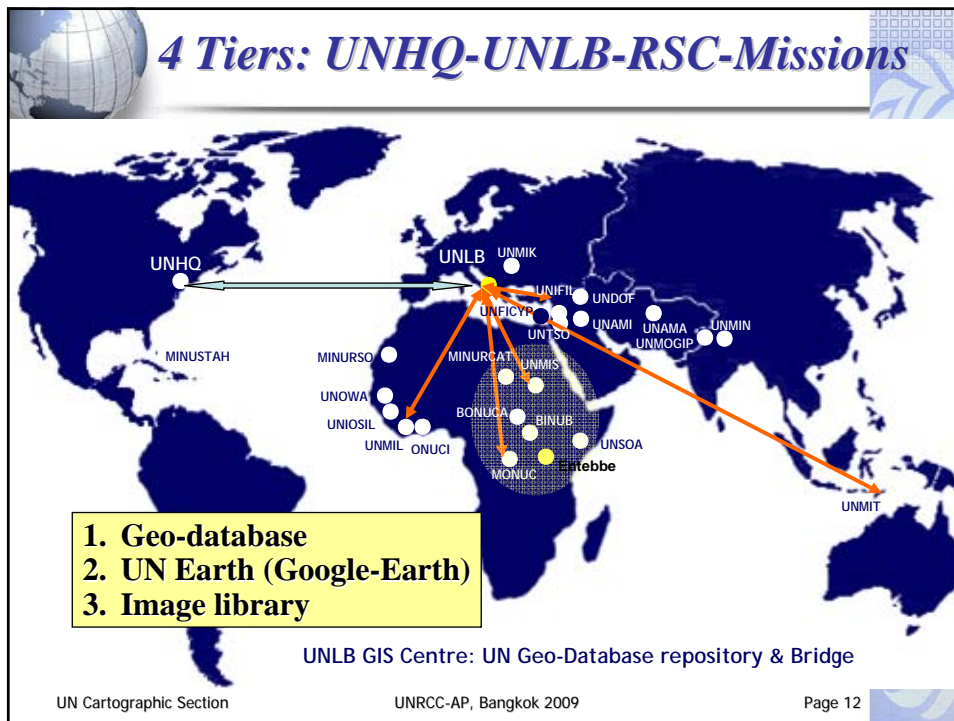 4 Tiers: UNHQ-UNLB-RSC-Missions
UNHQ
UNLB
UNMIK
UNIFIL
UNDOF
UNFICYP
UNTSO
UNAMI
UNAMA
UNMIN
UNMOGIP
MINUSTAH
MINURSO
MINURCAT
UNMIS
UNOWA
UNIOSIL
BONUCA
BINUB
UNMIL
ONUCI
UNSOA
MONUC
Entebbe
UNMIT
1. Geo-database
2. UN Earth (Google-Earth)
3. Image library
UNLB GIS Centre: UN Geo-Database repository & Bridge
UN Cartographic Section
UNRCC-AP, Bangkok 2009
Page 12